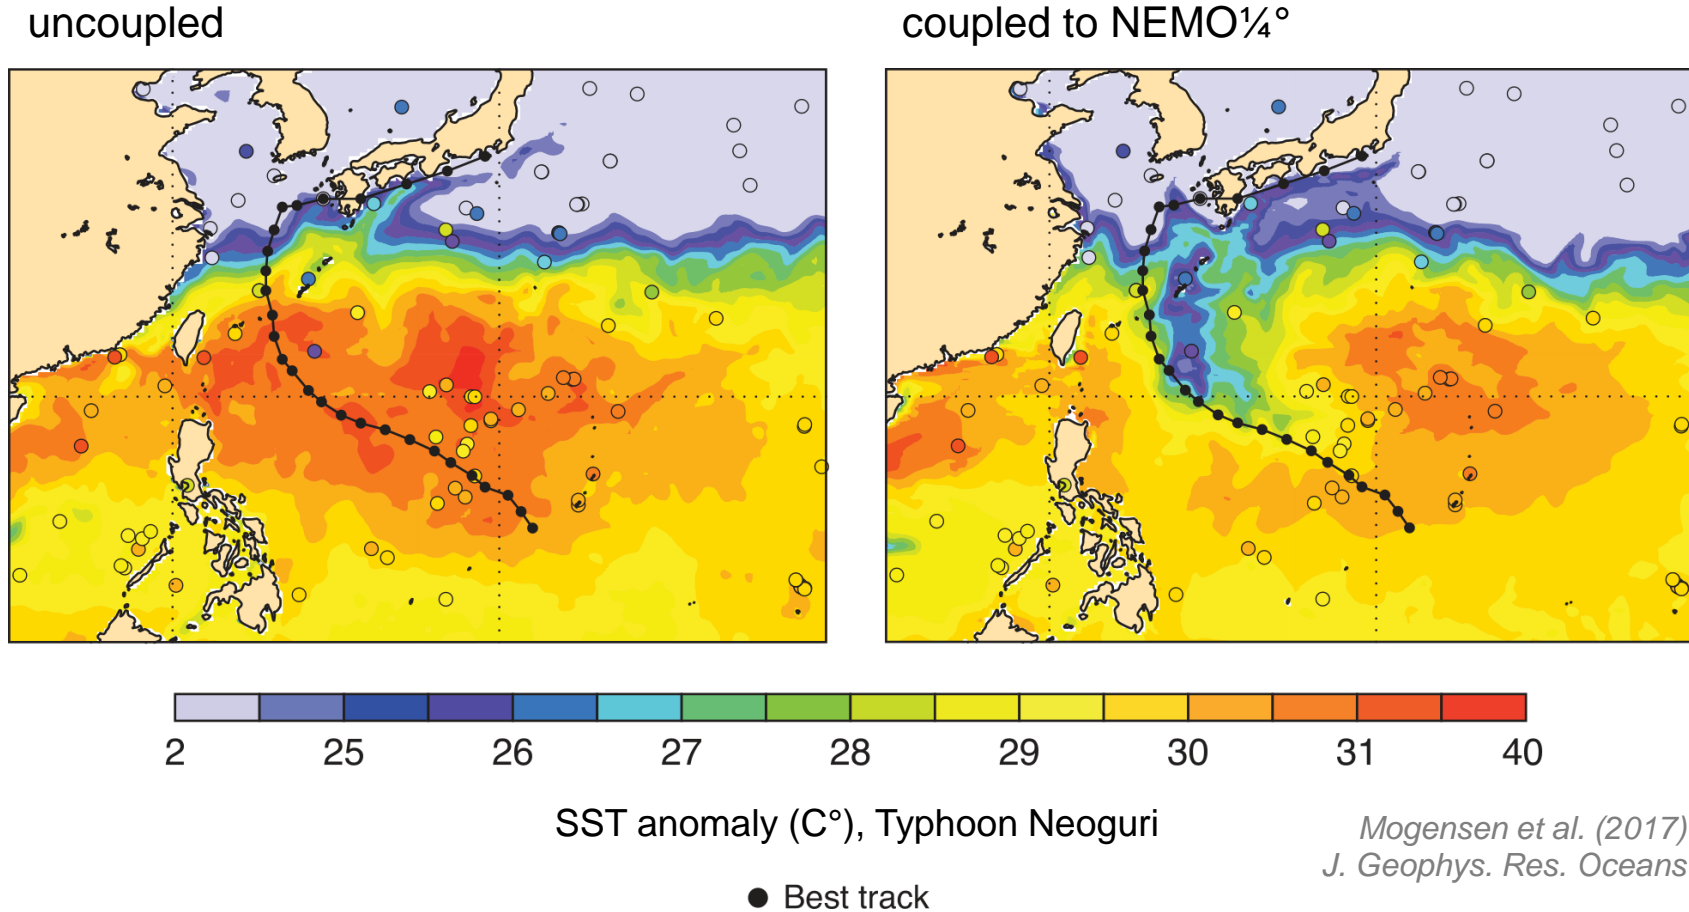 uncoupled
coupled to NEMO¼°
2 25 26 27 28 29 30 31 40
SST anomaly (C°), Typhoon Neoguri
Mogensen et al. (2017)
J. Geophys. Res. Oceans
Best track